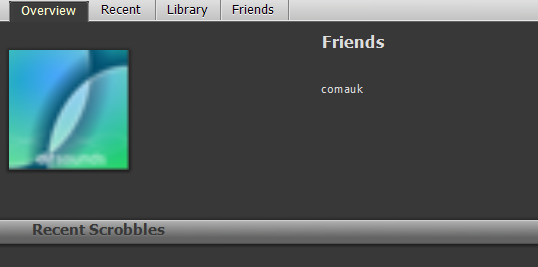 Overview Recent Library Friends
Friends
comauk
Recent Scrobbles